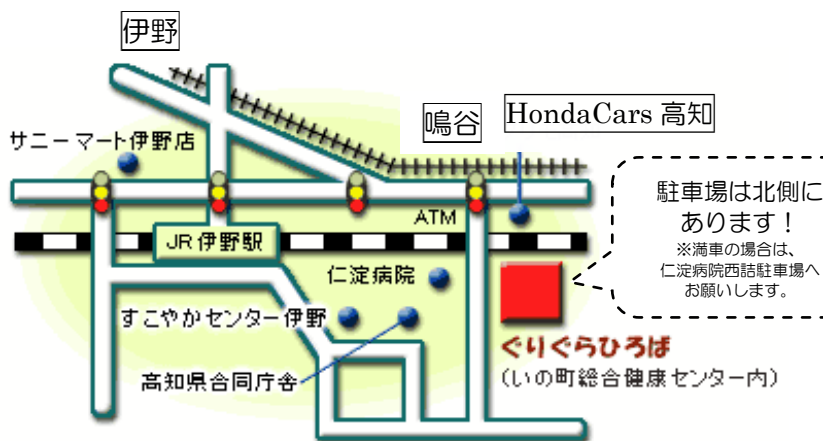 伊野
鳴谷
HondaCars 高知
サニーマート伊野店
駐車場は北側に
あります！
※満車の場合は、
仁淀病院西詰駐車場へ
お願いします。
ATM
JR伊野駅
仁淀病院
すこやかセンター伊野
高知県合同庁舎
ぐりぐらひろば
(いの町総合健康センター内)